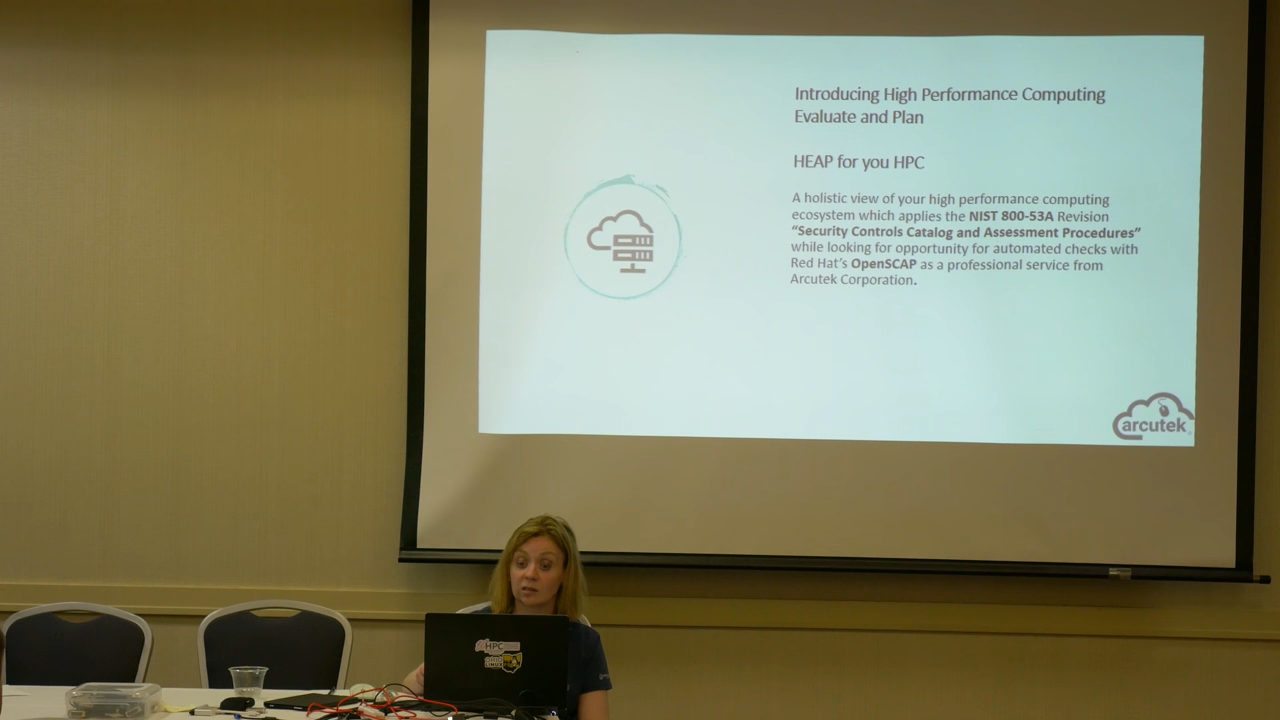 Introducing High Performance Computing
Evaluate and Plan
HEAP for you HPC
A holistic view of your high performance computing
ecosystem which applies the NIST 800-53A Revision
“Security Controls Catalog and Assessment Procedures”
while looking for opportunity for automated checks with
Red Hat’s OpenSCAP as a professional service from
Arcutek Corporation.
arcutek
HPC
LINUX